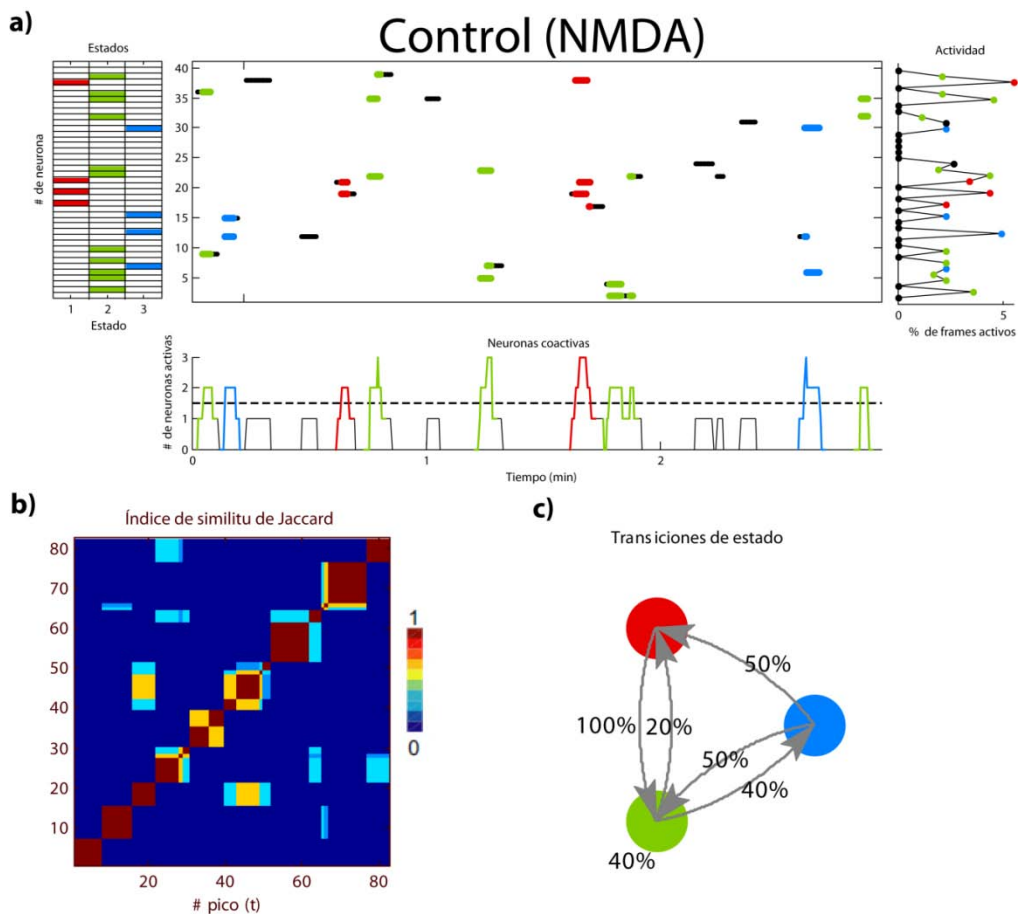 a)
Control (NMDA)
Estados
Actividad
# de neurona
40
35
30
25
20
15
10
5
1 2 3
Estado
5
% de frames activos
Neuronas coactivas
# de neuronas activas
3
2
1
0
0 1 2
Tiempo (min)
b)
Índice de similitu de Jaccard
80
70
60
50
40
30
20
10
20 40 60 80
# pico (t)
1
0
c)
Transiciones de estado
50%
100%
20%
50%
40%
40%